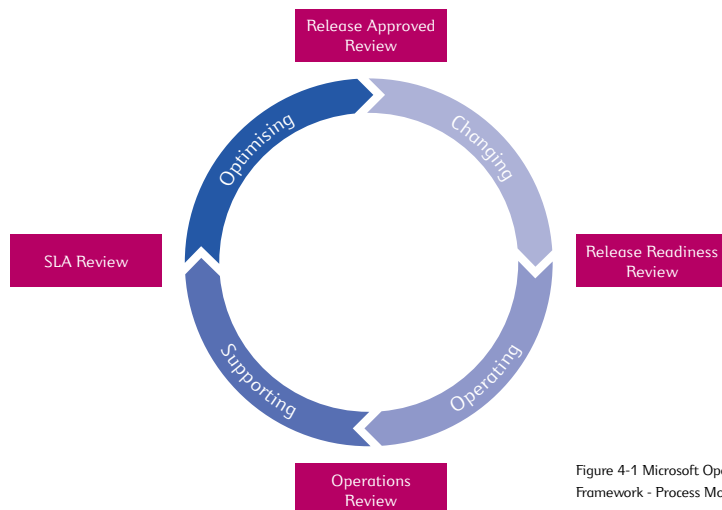 Release Approved
Review
Optimising
Changing
SLA Review
Release Readiness
Review
Supporting
Operating
Operations
Review
Figure 4-1 Microsoft
Framework - Process